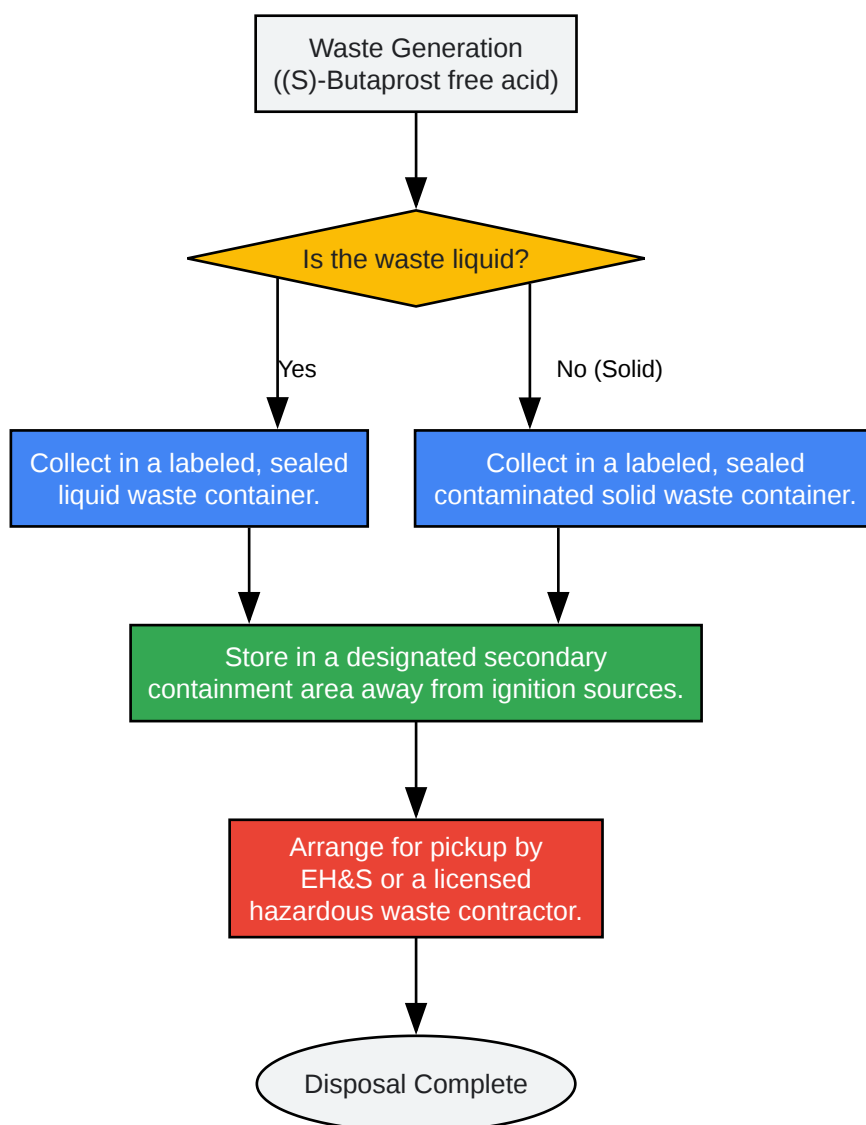 Waste Generation
((S)-Butaprost free acid)
Is the waste liquid?
Yes
No (Solid)
Collect in a labeled, sealed
liquid waste container.
Collect in a labeled, sealed
contaminated solid waste container.
Store in a designated secondary
containment area away from ignition sources.
Arrange for pickup by
EH&S or a licensed
hazardous waste contractor.
Disposal Complete